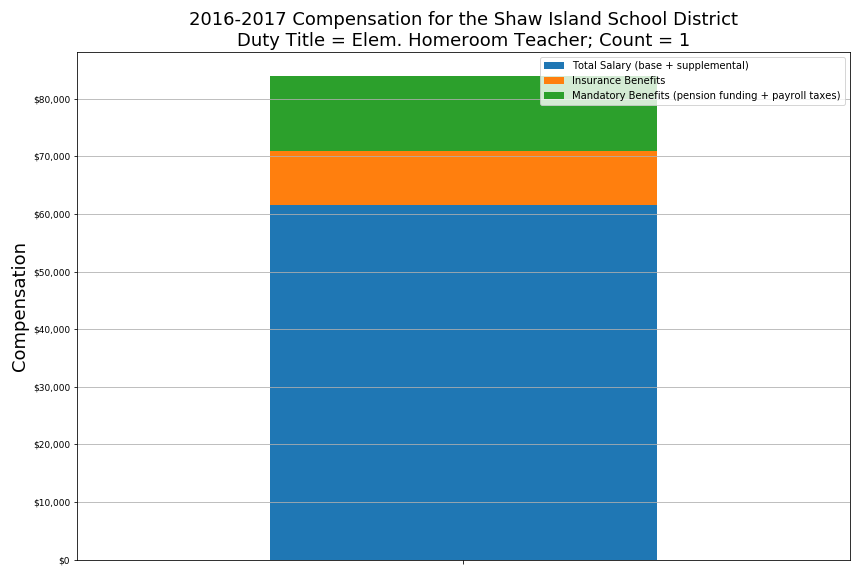 2016-2017 Compensation for the Shaw Island School District
Duty Title = Elem. Homeroom Teacher; Count = 1
Total Salary (base + supplemental)
Insurance Benefits
Mandatory Benefits (pension funding + payroll taxes)
$80,000
$70,000
$60,000
$50,000
$40,000
$30,000
$20,000
$10,000
$0
Compensation